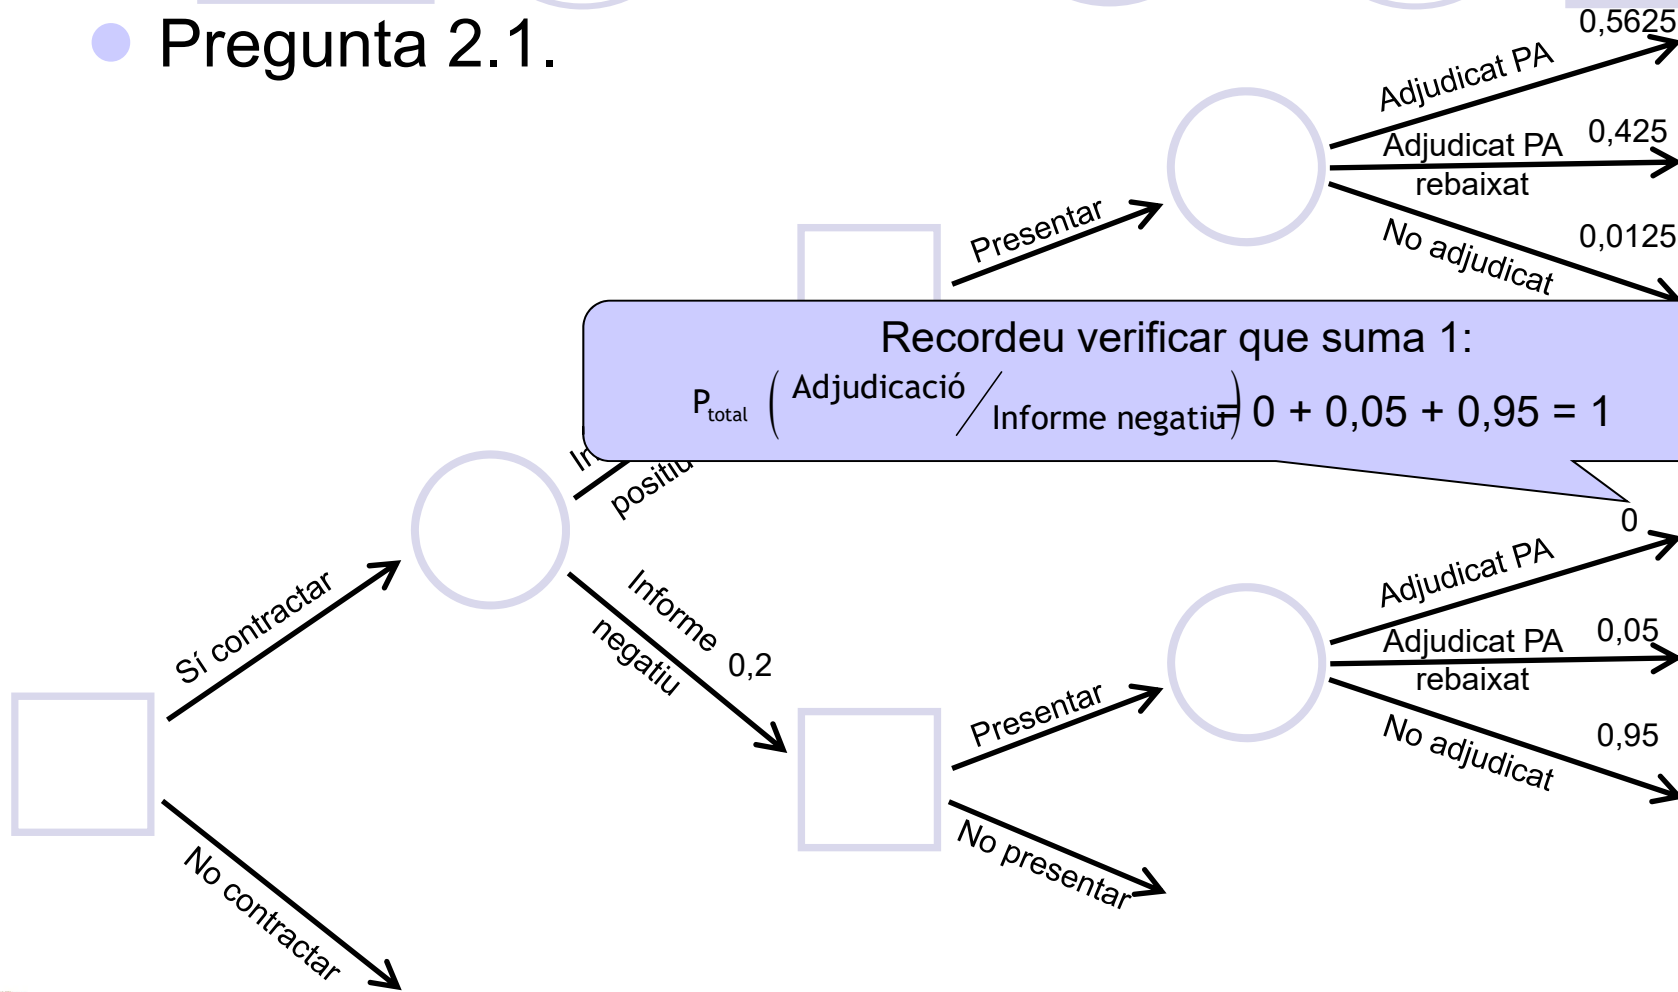 Pregunta 2.1.
0,5625
Adjudicat PA
0,425
Adjudicat PA
rebaixat
0,0125
No adjudicat
Presentar
Recordeu verificar que suma 1:
Ptotal ( Adjudicació / Informe negatiu ) = 0 + 0,05 + 0,95 = 1
positiu
0
Adjudicat PA
Sí contractar
Informe
negatiu
0,2
0,05
Adjudicat PA
rebaixat
Presentar
0,95
No adjudicat
No presentar
No contractar